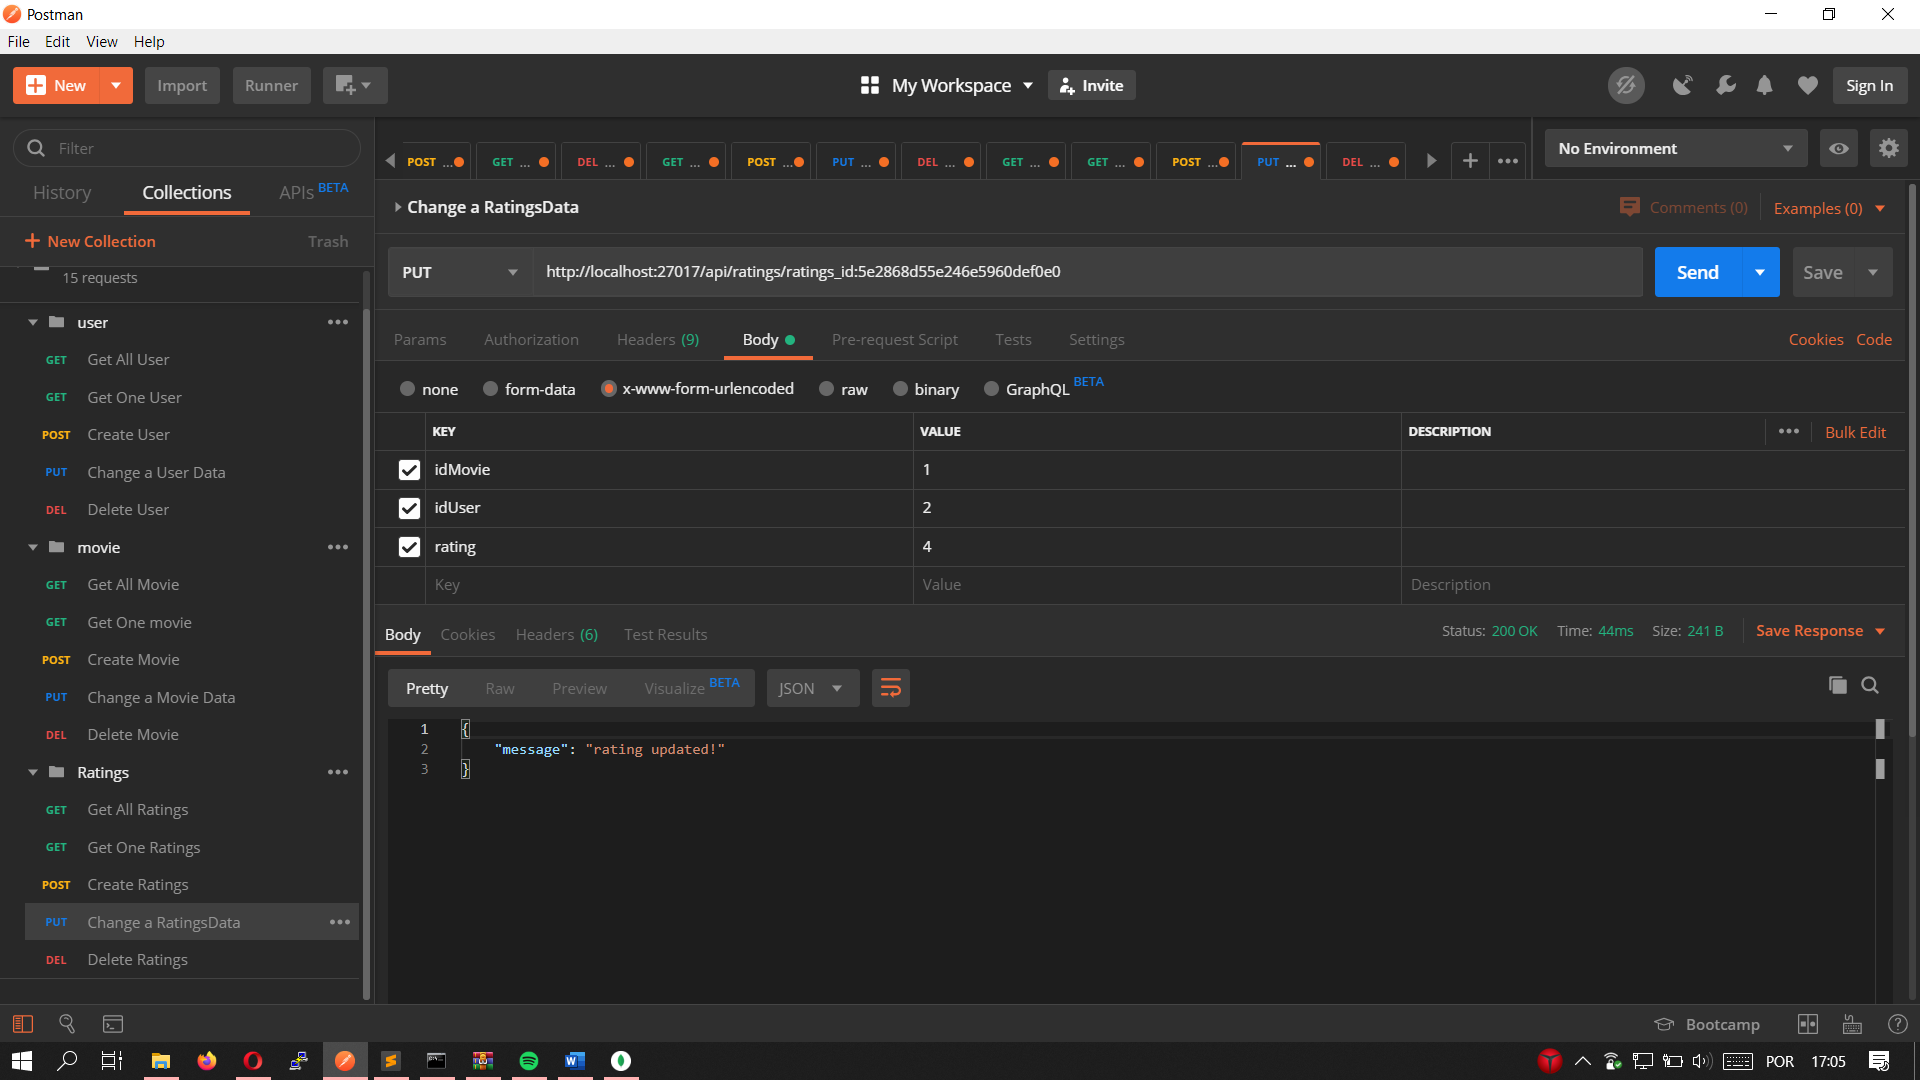 Postman
File Edit View Help
New Import Runner My Workspace Invite Sign In
Filter
History Collections APIs BETA
New Collection Trash
15 requests
user
GET Get All User
GET Get One User
POST Create User
PUT Change a User Data
DEL Delete User
movie
GET Get All Movie
GET Get One movie
POST Create Movie
PUT Change a Movie Data
DEL Delete Movie
Ratings
GET Get All Ratings
GET Get One Ratings
POST Create Ratings
PUT Change a RatingsData
DEL Delete Ratings
POST ... GET ... DEL ... GET ... POST ... PUT ... DEL ... GET ... GET ... POST ... PUT ... DEL ...
No Environment
Change a RatingsData Comments (0) Examples (0)
PUT http://localhost:27017/api/ratings/ratings_id:5e2868d55e246e5960def0e0 Send Save
Params Authorization Headers (9) Body Pre-request Script Tests Settings Cookies Code
none form-data x-www-form-urlencoded raw binary GraphQL BETA
KEY VALUE DESCRIPTION Bulk Edit
idMovie 1
idUser 2
rating 4
Key Value Description
Body Cookies Headers (6) Test Results Status: 200 OK Time: 44ms Size: 241 B Save Response
Pretty Raw Preview Visualize BETA JSON
1 {
2 "message": "rating updated!"
3 }
Bootcamp
POR 17:05